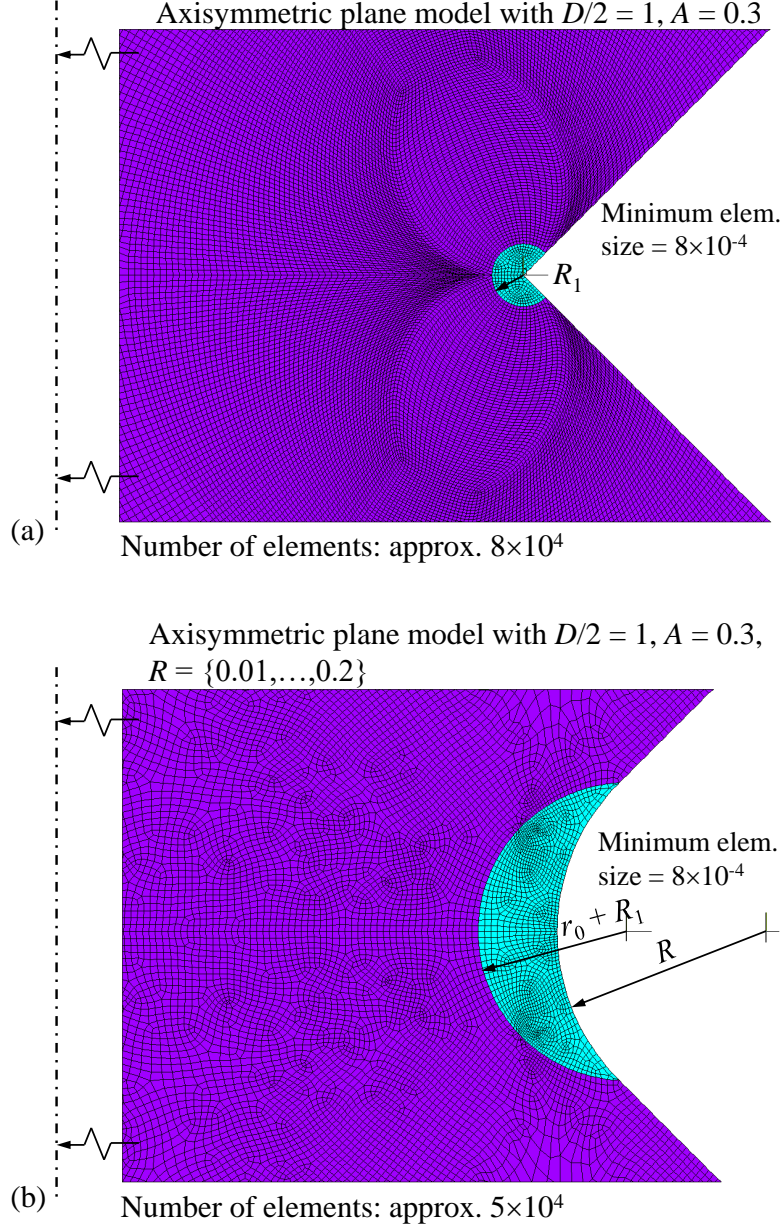 Axisymmetric plane model with D/2 = 1, A = 0.3
Minimum elem.
size = 8×10⁻⁴
R₁
(a)
Number of elements: approx. 8×10⁴
Axisymmetric plane model with D/2 = 1, A = 0.3,
R = {0.01,…,0.2}
Minimum elem.
size = 8×10⁻⁴
r₀ + R₁
R
(b)
Number of elements: approx. 5×10⁴